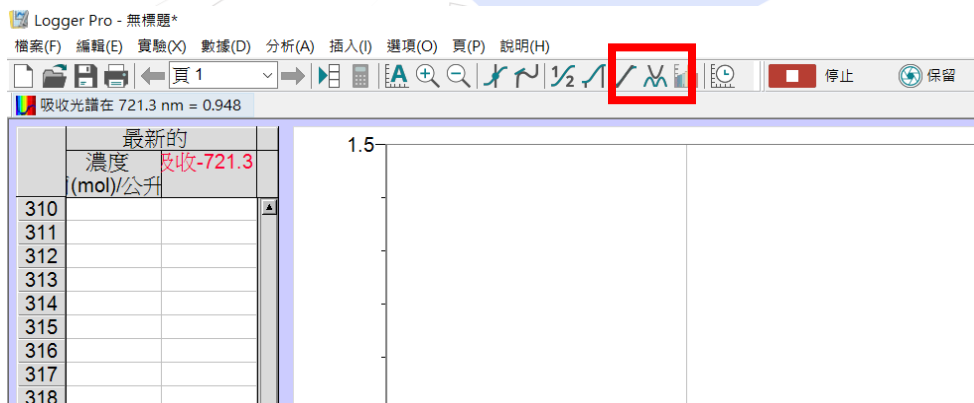 Logger Pro - 無標題*
檔案(F) 編輯(E) 實驗(X) 數據(D) 分析(A) 插入(I) 選項(O) 頁(P) 說明(H)
頁 1 A ½ 停止 保留
吸收光譜在 721.3 nm = 0.948
最新的
濃度 吸收-721.3
(mol)/公升
1.5
310
311
312
313
314
315
316
317
318